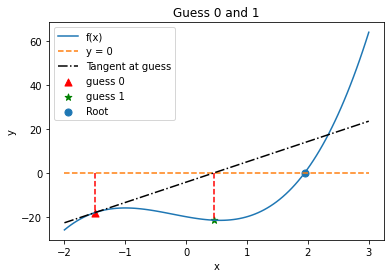 Guess 0 and 1
f(x)
y = 0
Tangent at guess
guess 0
guess 1
Root
60
40
20
0
−20
y
−2
−1
0
1
2
3
x